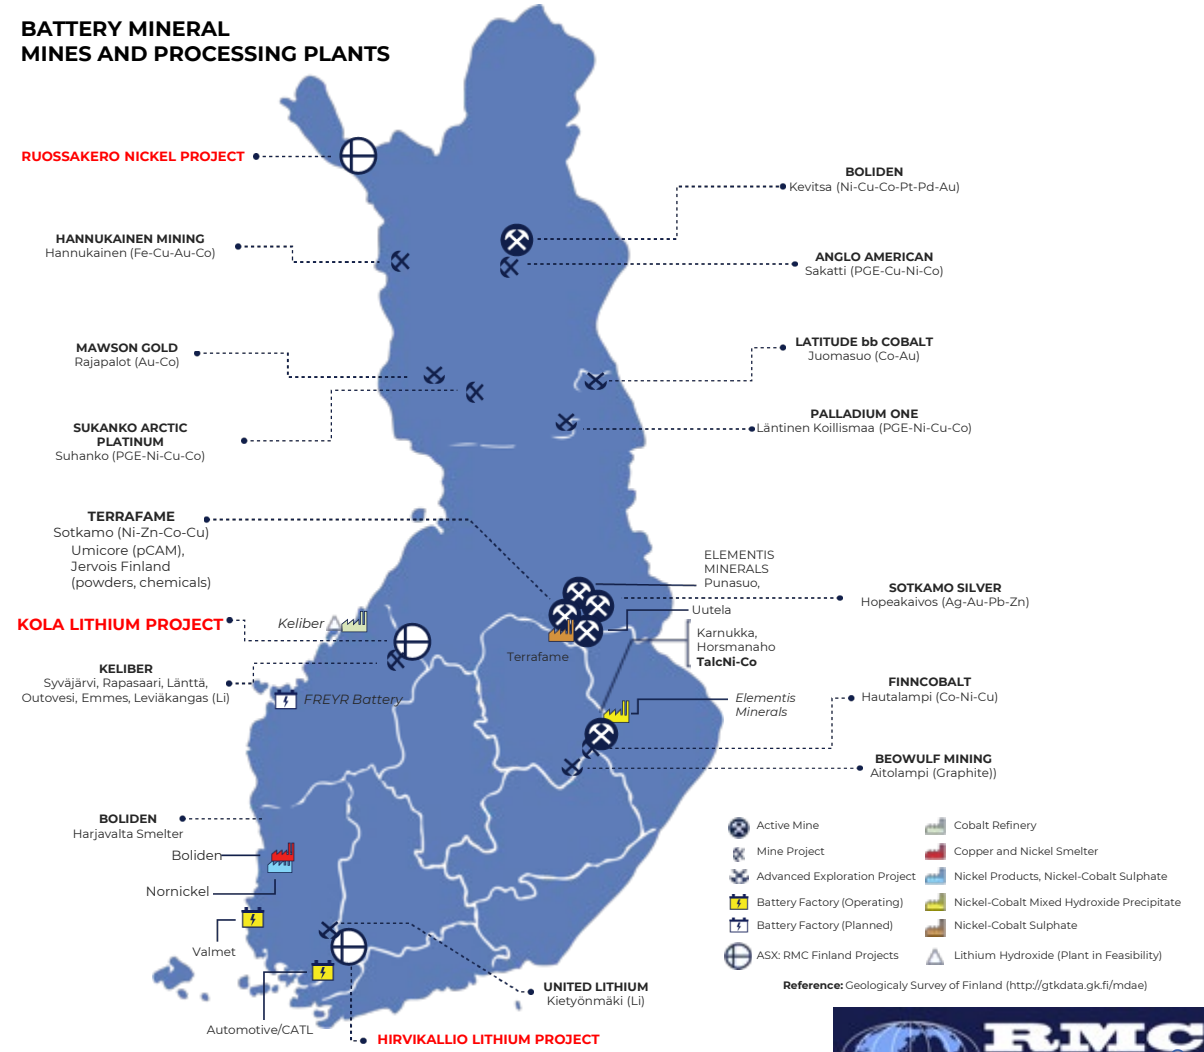 BATTERY MINERAL
MINES AND PROCESSING PLANTS
RUOSSAKERO NICKEL PROJECT
BOLIDEN
Kevitsa (Ni-Cu-Co-Pt-Pd-Au)
HANNUKAINEN MINING
Hannukainen (Fe-Cu-Au-Co)
ANGLO AMERICAN
Sakatti (PGE-Cu-Ni-Co)
MAWSON GOLD
Rajapalot (Au-Co)
LATITUDE bb COBALT
Juomasuo (Co-Au)
SUKANKO ARCTIC
PLATINUM
Suhanko (PGE-Ni-Cu-Co)
PALLADIUM ONE
Läntinen Koillismaa (PGE-Ni-Cu-Co)
TERRAFAME
Sotkamo (Ni-Zn-Co-Cu)
Umicore (pCAM),
Jervois Finland
(powders, chemicals)
ELEMENTIS
MINERALS
Punasuo,
SOTKAMO SILVER
Hopeakaivos (Ag-Au-Pb-Zn)
Uutela
KOLA LITHIUM PROJECT
Keliber
Terrafame
Karnukka,
Horsmanaho
TalcNi-Co
KELIBER
Syväjärvi, Rapasaari, Länttä,
Outovesi, Emmes, Leviäkangas (Li)
FREYR Battery
FINNCOBALT
Hautalampi (Co-Ni-Cu)
Elementis
Minerals
BEOWULF MINING
Aitolampi (Graphite))
BOLIDEN
Harjavalta Smelter
Boliden
Nornickel
Valmet
Automotive/CATL
UNITED LITHIUM
Kietyönmäki (Li)
HIRVIKALLIO LITHIUM PROJECT
Active Mine
Mine Project
Advanced Exploration Project
Battery Factory (Operating)
Battery Factory (Planned)
ASX: RMC Finland Projects
Cobalt Refinery
Copper and Nickel Smelter
Nickel Products, Nickel-Cobalt Sulphate
Nickel-Cobalt Mixed Hydroxide Precipitate
Nickel-Cobalt Sulphate
Lithium Hydroxide (Plant in Feasibility)
Reference: Geologicaly Survey of Finland (http://gtkdata.gk.fi/mdae)
RMC